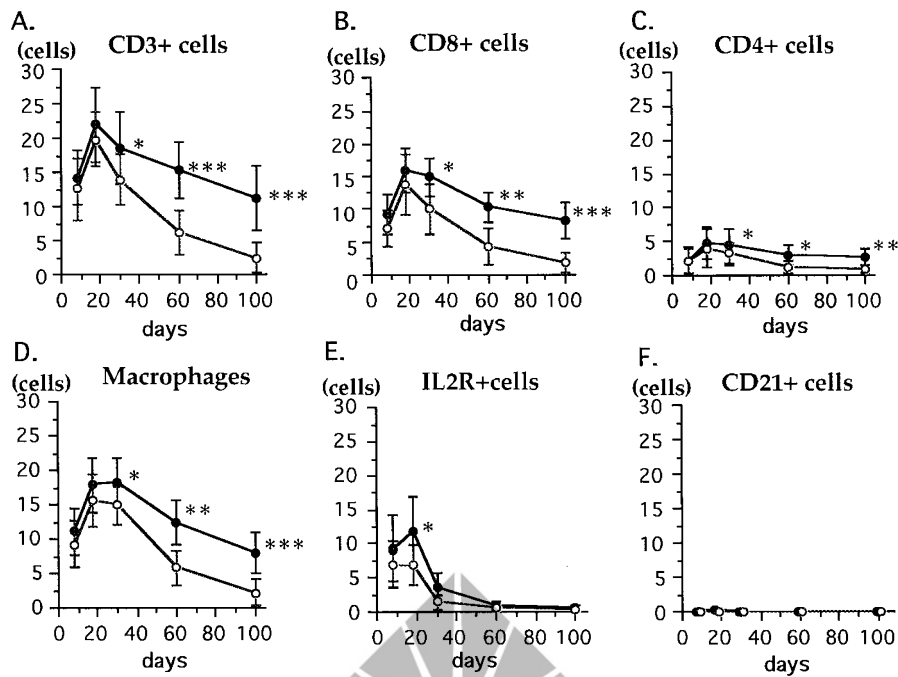 A.
(cells)
CD3+ cells
30
25
20
15
10
5
0
*
***
***
0 20 40 60 80 100
days
B.
(cells)
CD8+ cells
30
25
20
15
10
5
0
*
**
***
0 20 40 60 80 100
days
C.
(cells)
CD4+ cells
30
25
20
15
10
5
0
*
*
**
0 20 40 60 80 100
days
D.
(cells)
Macrophages
30
25
20
15
10
5
0
*
**
***
0 20 40 60 80 100
days
E.
(cells)
IL2R+cells
30
25
20
15
10
5
0
*
0 20 40 60 80 100
days
F.
(cells)
CD21+ cells
30
25
20
15
10
5
0
0 20 40 60 80 100
days